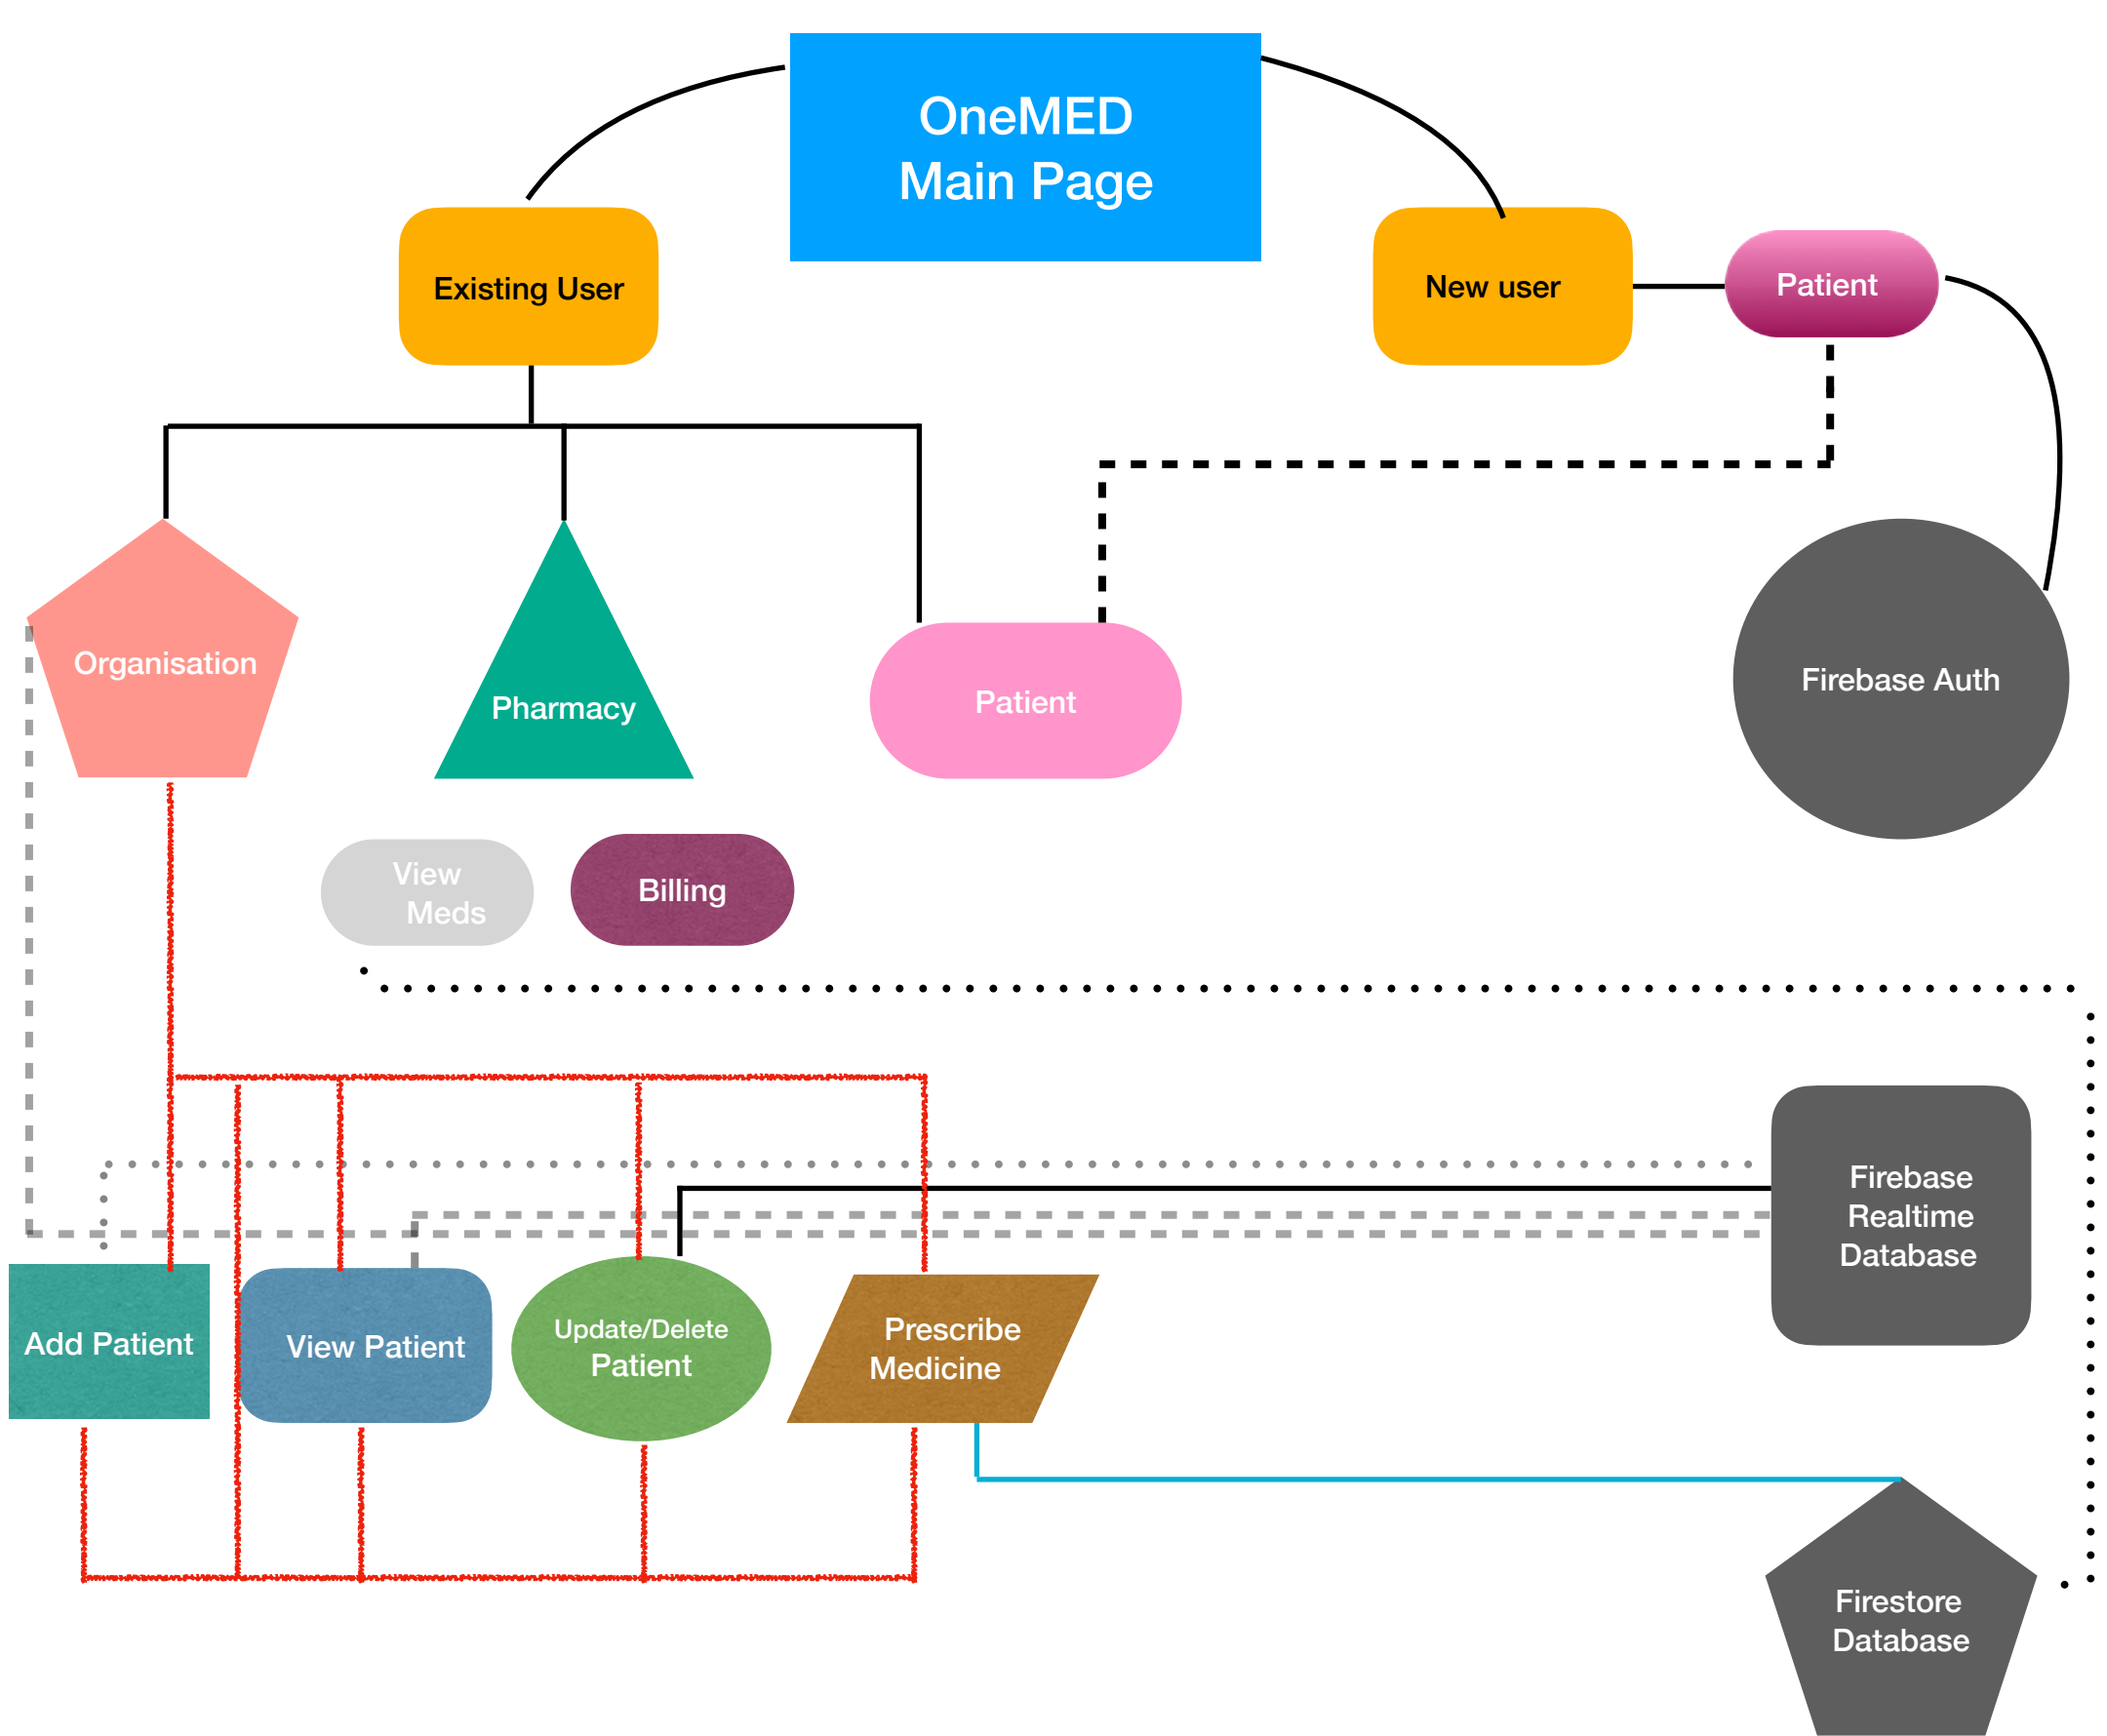 OneMED
Main Page
Existing User
New user
Patient
Organisation
Pharmacy
Patient
Firebase Auth
View
Meds
Billing
Firebase
Realtime
Database
Add Patient
View Patient
Update/Delete
Patient
Prescribe
Medicine
Firestore
Database